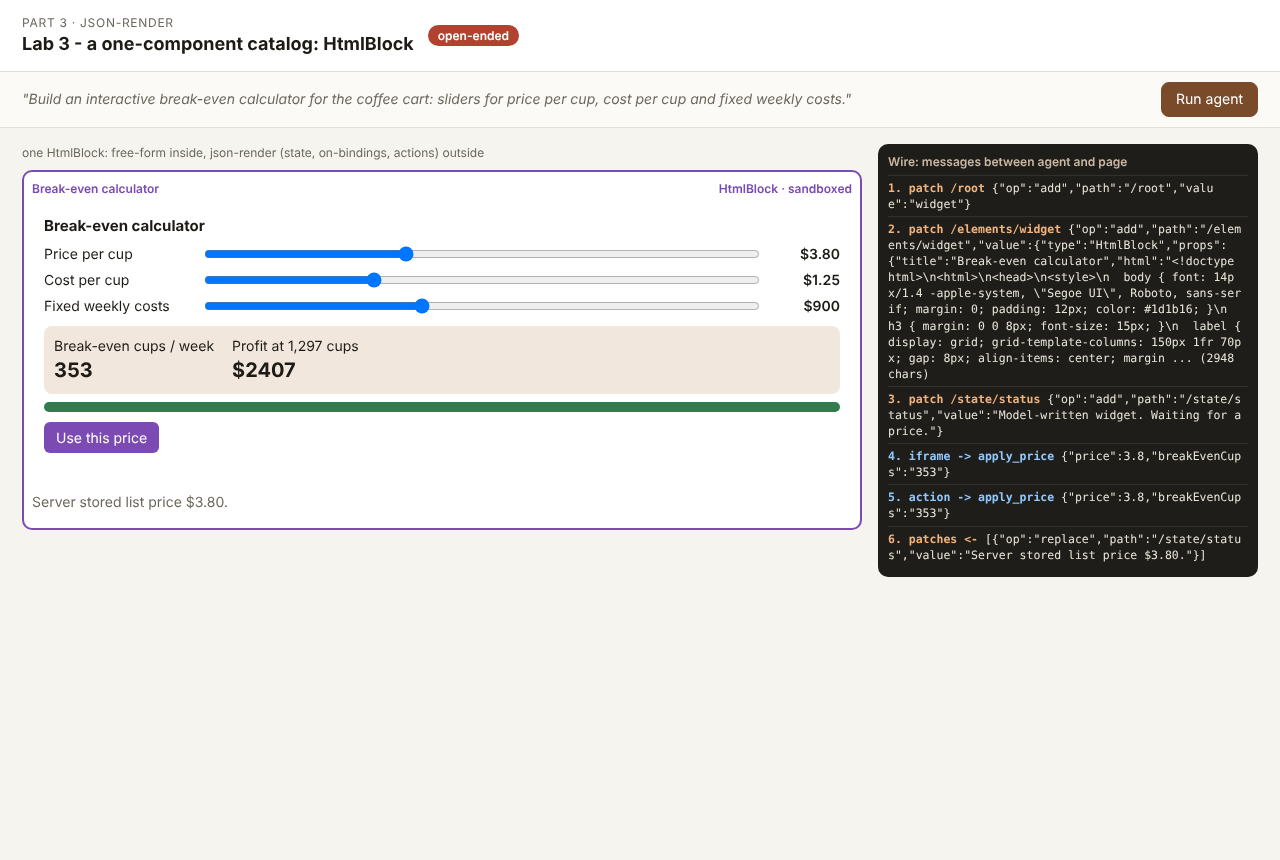 PART 3 · JSON-RENDER
Lab 3 - a one-component catalog: HtmlBlock
open-ended
"Build an interactive break-even calculator for the coffee cart: sliders for price per cup, cost per cup and fixed weekly costs."
Run agent
one HtmlBlock: free-form inside, json-render (state, on-bindings, actions) outside
Break-even calculator
HtmlBlock · sandboxed
Break-even calculator
Price per cup
$3.80
Cost per cup
$1.25
Fixed weekly costs
$900
Break-even cups / week
353
Profit at 1,297 cups
$2407
Use this price
Server stored list price $3.80.
Wire: messages between agent and page
1. patch /root {"op":"add","path":"/root","valu
e":"widget"}
2. patch /elements/widget {"op":"add","path":"/elem
ents/widget","value":{"type":"HtmlBlock","props":
{"title":"Break-even calculator","html":"<!doctype
html>\n<html>\n<head>\n<style>\n  body { font: 14p
x/1.4 -apple-system, \"Segoe UI\", Roboto, sans-ser
if; margin: 0; padding: 12px; color: #1d1b16; }\n
h3 { margin: 0 0 8px; font-size: 15px; }\n  label {
display: grid; grid-template-columns: 150px 1fr 70p
x; gap: 8px; align-items: center; margin ... (2948
chars)
3. patch /state/status {"op":"add","path":"/state/s
tatus","value":"Model-written widget. Waiting for a
price."}
4. iframe -> apply_price {"price":3.8,"breakEvenCup
s":"353"}
5. action -> apply_price {"price":3.8,"breakEvenCup
s":"353"}
6. patches <- [{"op":"replace","path":"/state/statu
s","value":"Server stored list price $3.80."}]